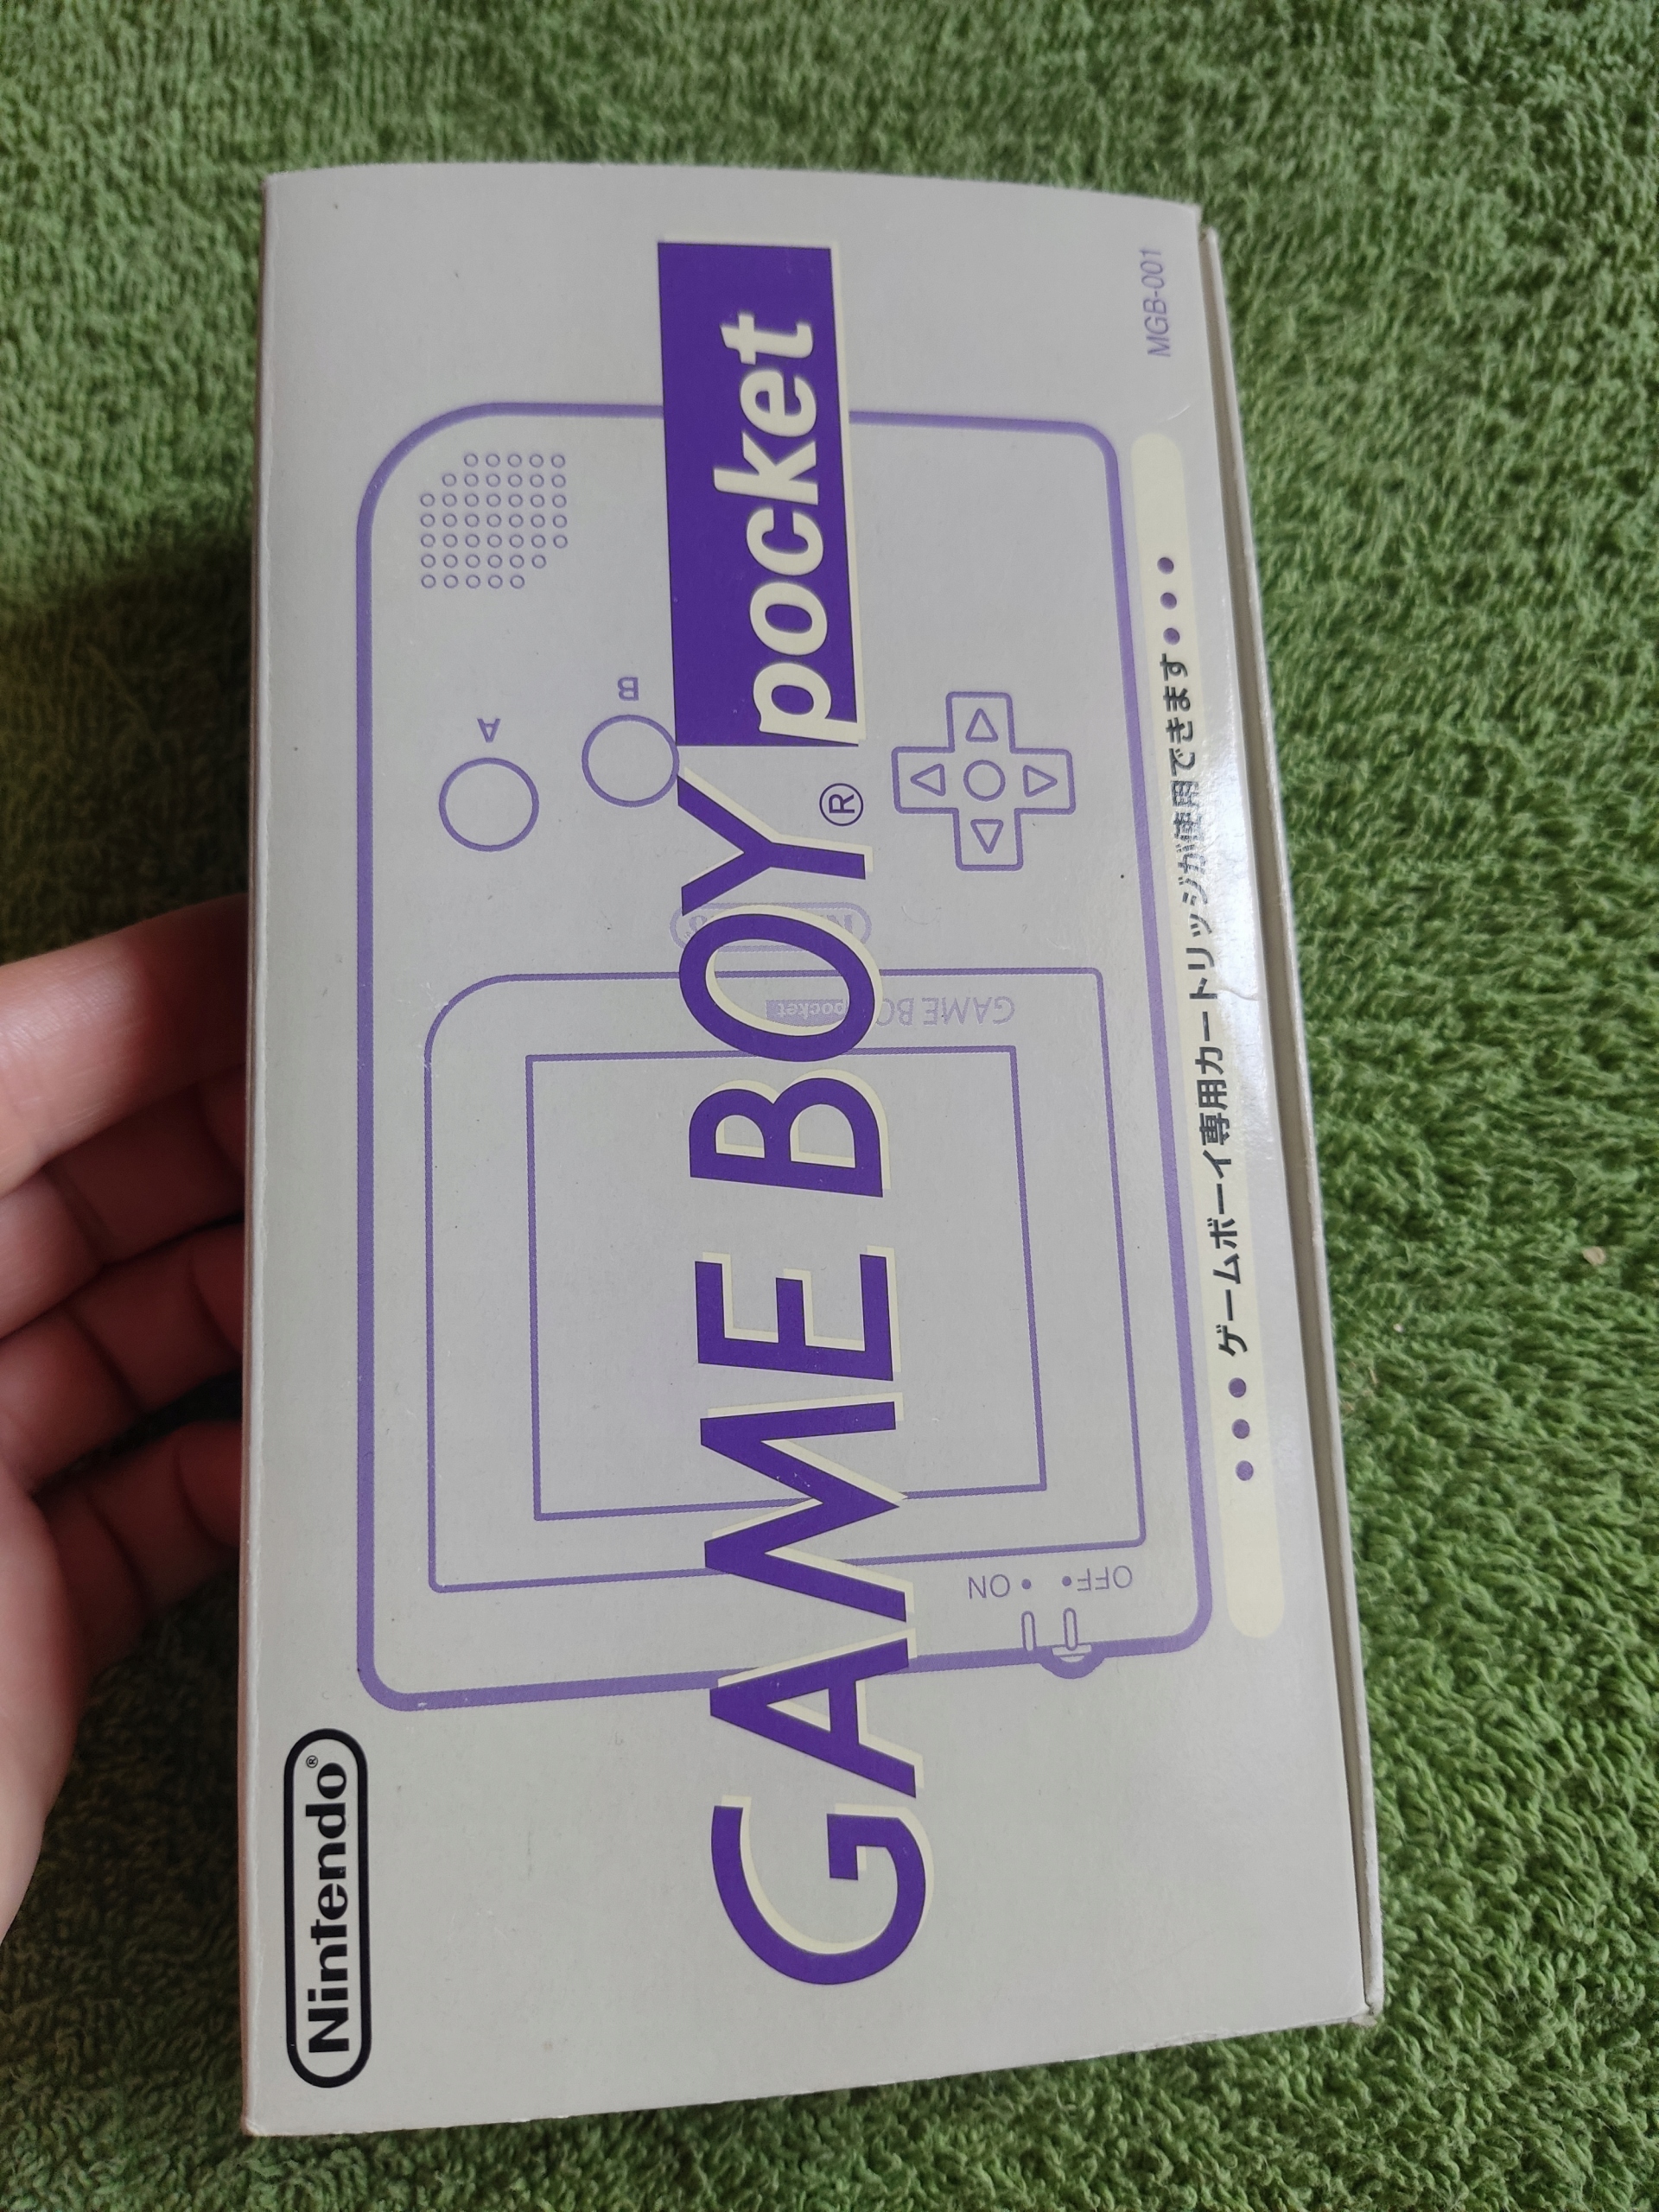 Nintendo®
GAME BOY® pocket
MGB-001
A
B
GAME BO
pocket
ON
OFF
ゲームボーイ専用カートリッジが使用できます